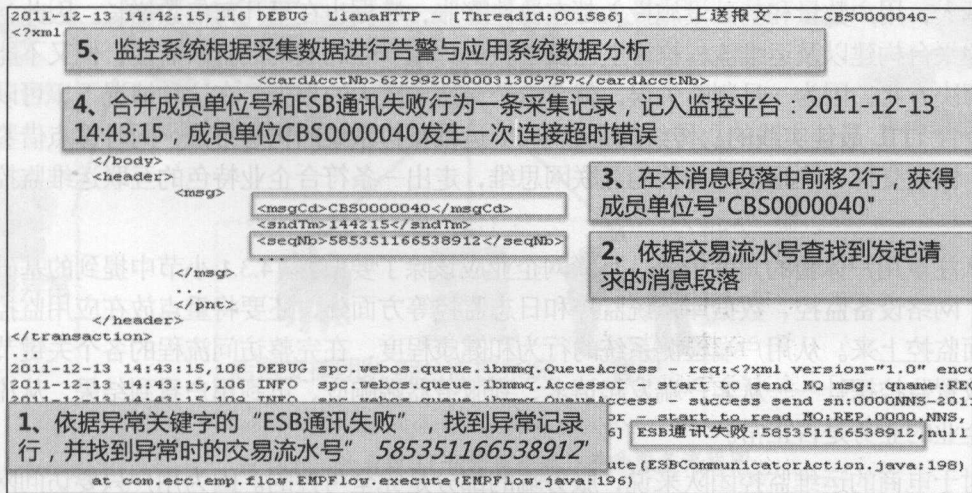 2011-12-13 14:42:15,116 DEBUG LianaHTTP - [ThreadId:001586] -----上送报文-----CBS0000040-
<?xml
5、监控系统根据采集数据进行告警与应用系统数据分析
<cardAcctNb>6229920500031309797</cardAcctNb>
4、合并成员单位号和ESB通讯失败行为一条采集记录，记入监控平台：2011-12-13
14:43:15，成员单位CBS0000040发生一次 连接超时错误
</body>
<header>
<msg>
3、在本消息段落中前移2行，获得
成员单位号"CBS0000040"
<msgCd>CBS0000040</msgCd>
<sndTm>144215</sndTm>
<seqNb>585351166538912</seqNb>
2、依据交易流水号查找到发起请
求的消息段落
...
</msg>
...
</pnt>
</header>
</transaction>
...
2011-12-13 14:43:15,106 DEBUG spc.webos.queue.ibmmq.QueueAccess - req:<?xml version="1.0" enco
2011-12-13 14:43:15,106 INFO spc.webos.queue.ibmmq.Accessor - start to send MQ msg: qname:REQ
2011-12-13 14:43:15,109 INFO spc.webos.queue.ibmmq.QueueAccess - success send sn:0000NNS-2011
or - start to read MQ:REP.0000.NNS,
1、依据异常关键字的“ESB通讯失败”，找到异常记录
行，并找到异常时的交易流水号” 585351166538912'
6] ESB通讯失败:585351166538912,null
ute(ESBCommunicatorAction.java:198)
at com.ecc.emp.flow.EMPFlow.execute(EMPFlow.java:196)